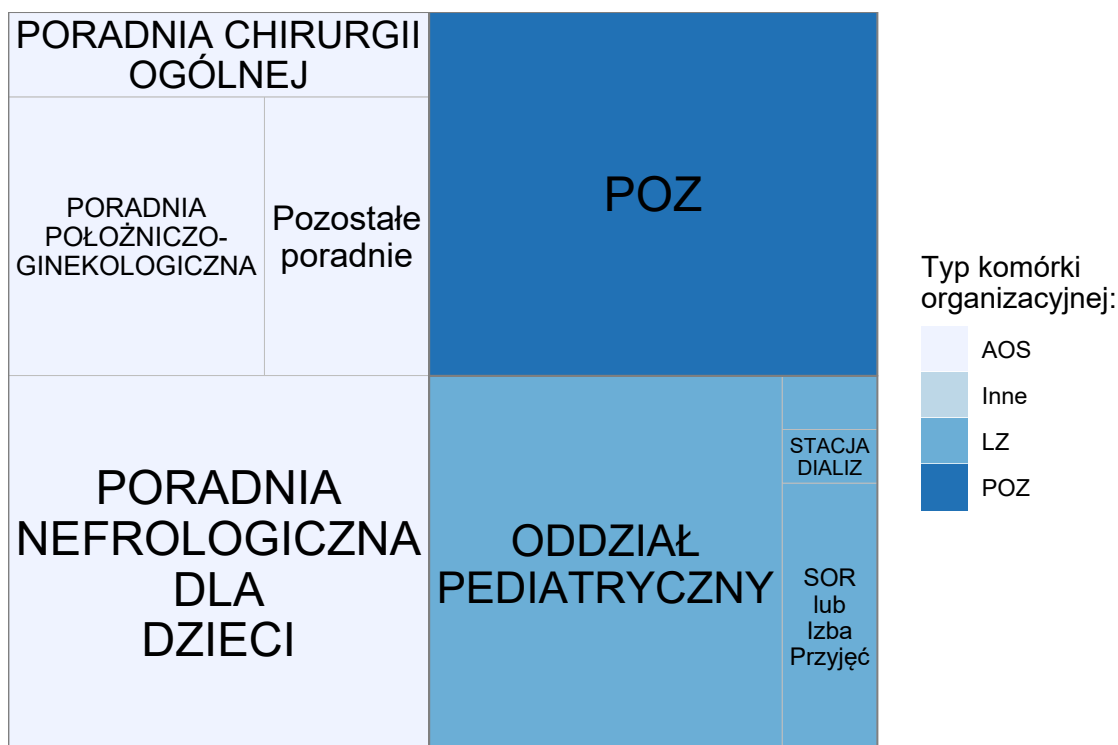 PORADNIA CHIRURGII
OGÓLNEJ
PORADNIA
POŁOŻNICZO-
GINEKOLOGICZNA
Pozostałe
poradnie
POZ
PORADNIA
NEFROLOGICZNA
DLA
DZIECI
ODDZIAŁ
PEDIATRYCZNY
STACJA
DIALIZ
SOR
lub
Izba
Przyjęć
Typ komórki
organizacyjnej:
AOS
Inne
LZ
POZ